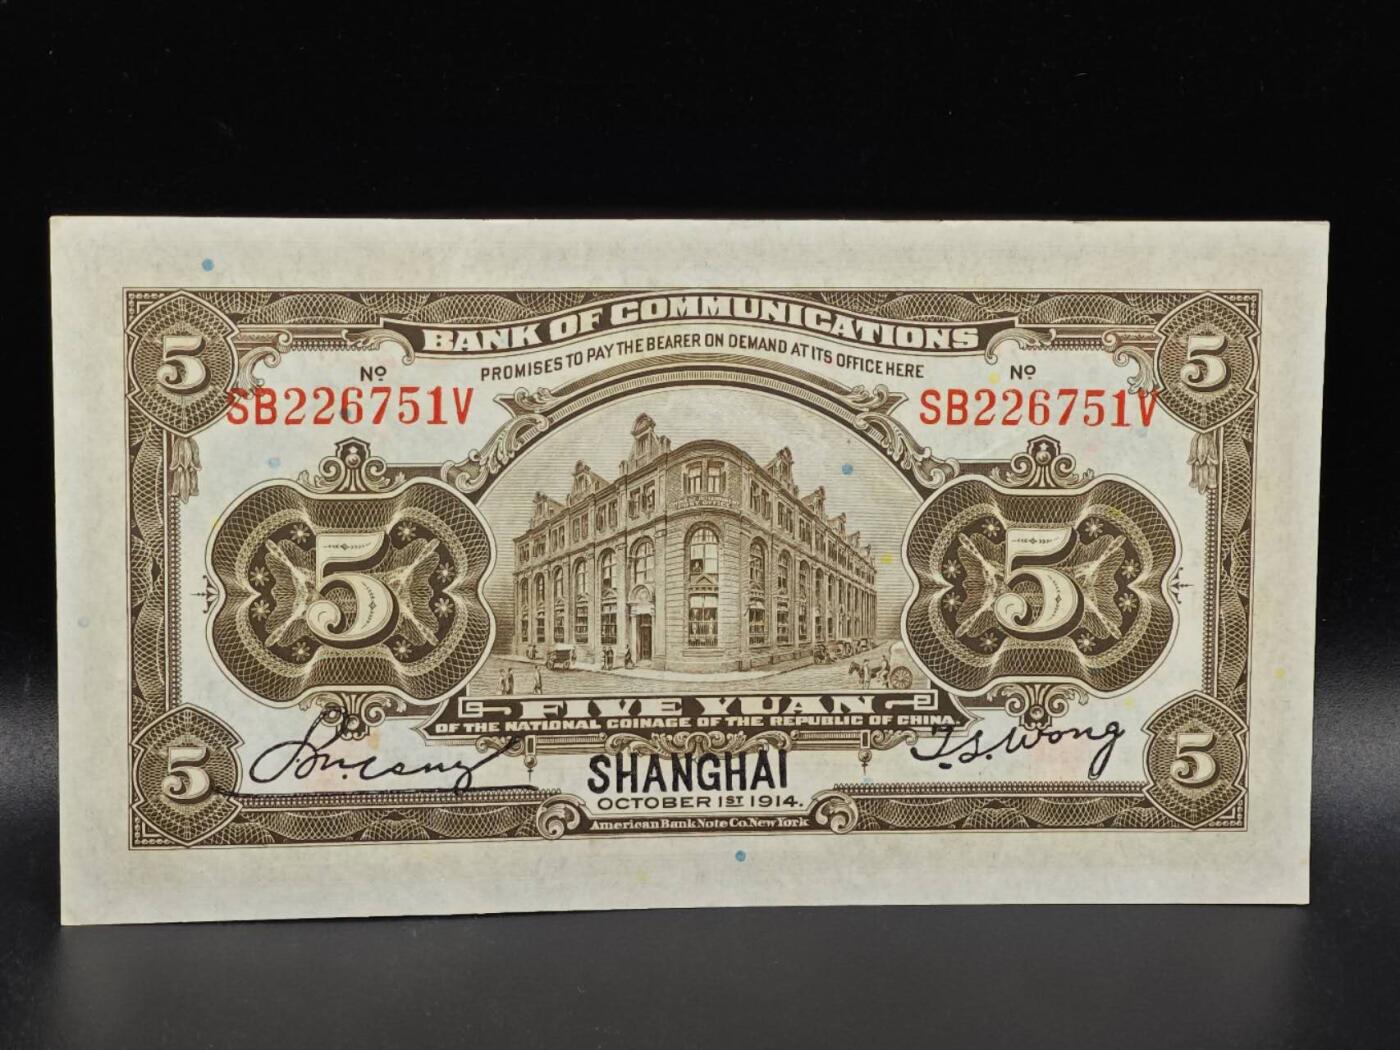 BANK OF COMMUNICATIONS
PROMISES TO PAY THE BEARER ON DEMAND AT ITS OFFICE HERE
5 5
Nº Nº
SB226751V SB226751V
5 5
FIVE YUAN
OF THE NATIONAL COINAGE OF THE REPUBLIC OF CHINA
T.S. Wong
SHANGHAI
5 5
OCTOBER 1ST 1914.
American Bank Note Co. New York